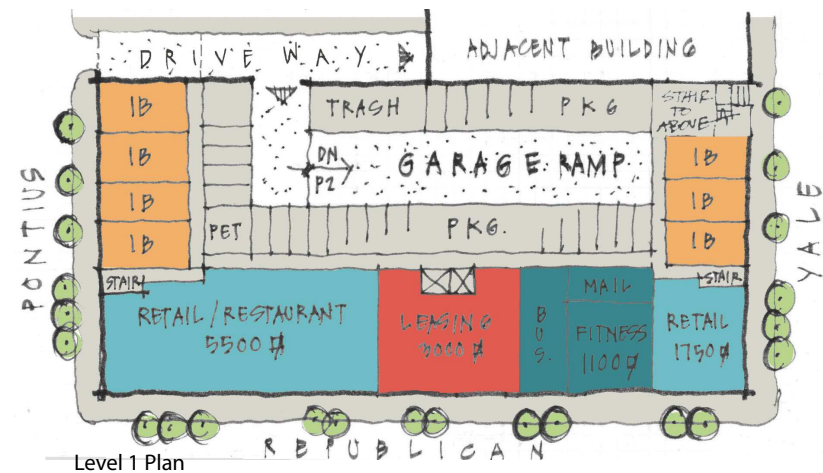 DRIVEWAY
ADJACENT BUILDING
1B
1B
1B
1B
TRASH
PKG
STAIR
TO
ABOVE
DN
P2
GARAGE RAMP
1B
1B
1B
PET
PKG.
PONTIUS
YALE
STAIR
STAIR
RETAIL/RESTAURANT
5500 ⌑
LEASING
3000 ⌑
BUS.
MAIL
FITNESS
1100 ⌑
RETAIL
1750 ⌑
REPUBLICAN
Level 1 Plan